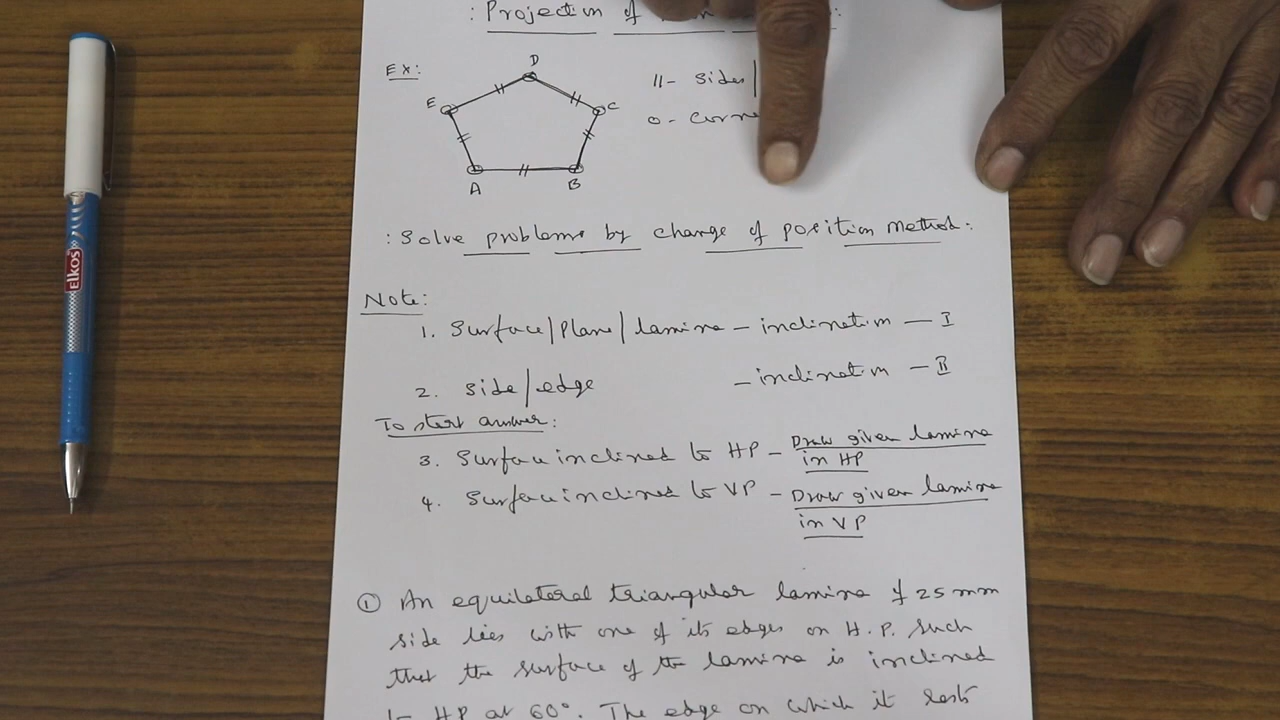 : Projection of
Ex:
D
E
C
A
B
11- Sides/
0- Corne
: Solve problems by change of position method:
Note:
1. Surface/Plane/lamina - inclination - I
2. Side/edge - inclination - II
To start answer:
3. Surface inclined to HP - Draw given lamina
in HP
4. Surface inclined to VP - Draw given lamina
in VP
① An equilateral triangular lamina of 25 mm
side lies with one of its edges on H.P. such
that the surface of the lamina is inclined
to HP at 60°. The edge on which it rests
Elkos